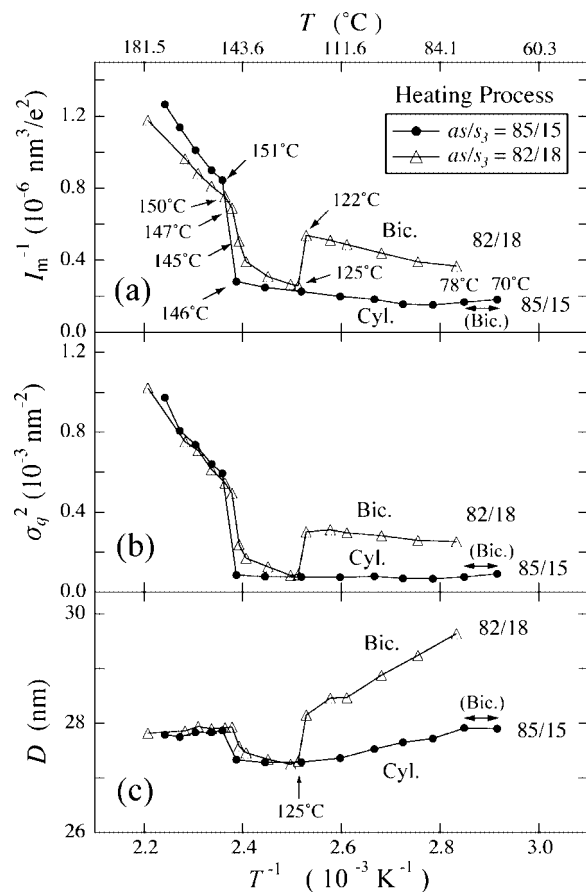 T (°C)
181.5 143.6 111.6 84.1 60.3
Heating Process
as/s3 = 85/15
as/s3 = 82/18
Im⁻¹ (10⁻⁶ nm³/e²)
1.2
0.8
0.4
0.0
151°C
150°C
147°C
145°C
146°C
122°C
125°C
Bic.
82/18
78°C 70°C
(Bic.)
85/15
Cyl.
(a)
σq² (10⁻³ nm⁻²)
1.2
0.8
0.4
0.0
Bic.
82/18
Cyl.
(Bic.)
85/15
(b)
D (nm)
30
28
26
82/18
Bic.
(Bic.)
85/15
Cyl.
125°C
(c)
2.2 2.4 2.6 2.8 3.0
T⁻¹ (10⁻³ K⁻¹)